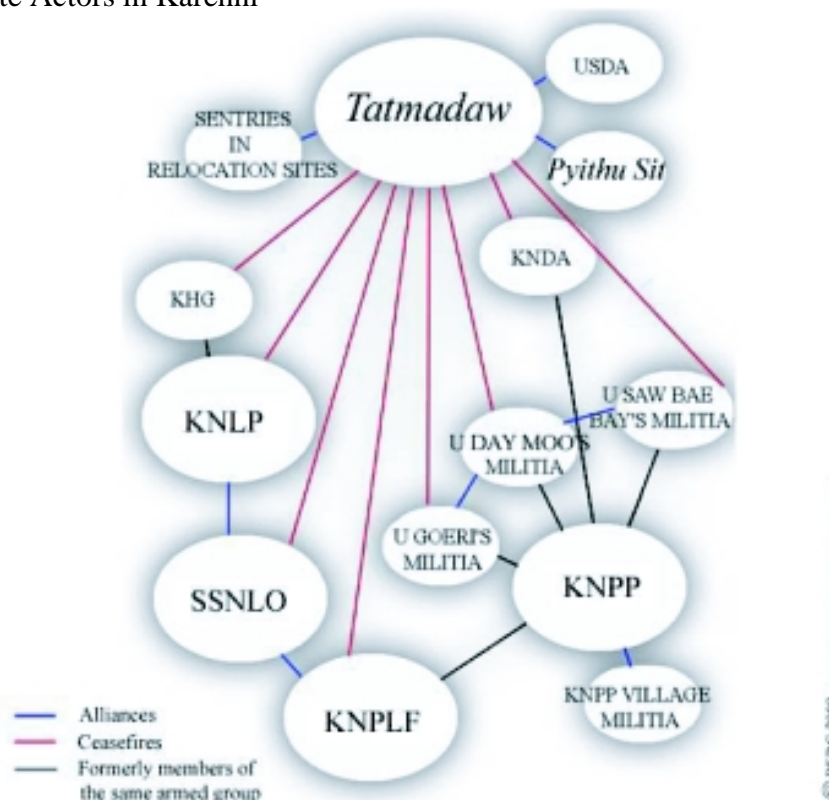 te Actors in Karenni
Tatmadaw
USDA
SENTRIES
IN
RELOCATION SITES
Pyithu Sit
KNDA
KHG
KNLP
U SAW BAE
BAY'S MILITIA
U DAY MOO'S
MILITIA
U GOERI'S
MILITIA
KNPP
SSNLO
KNPP VILLAGE
MILITIA
KNPLF
Alliances
Ceasefires
Formerly members of
the same armed group